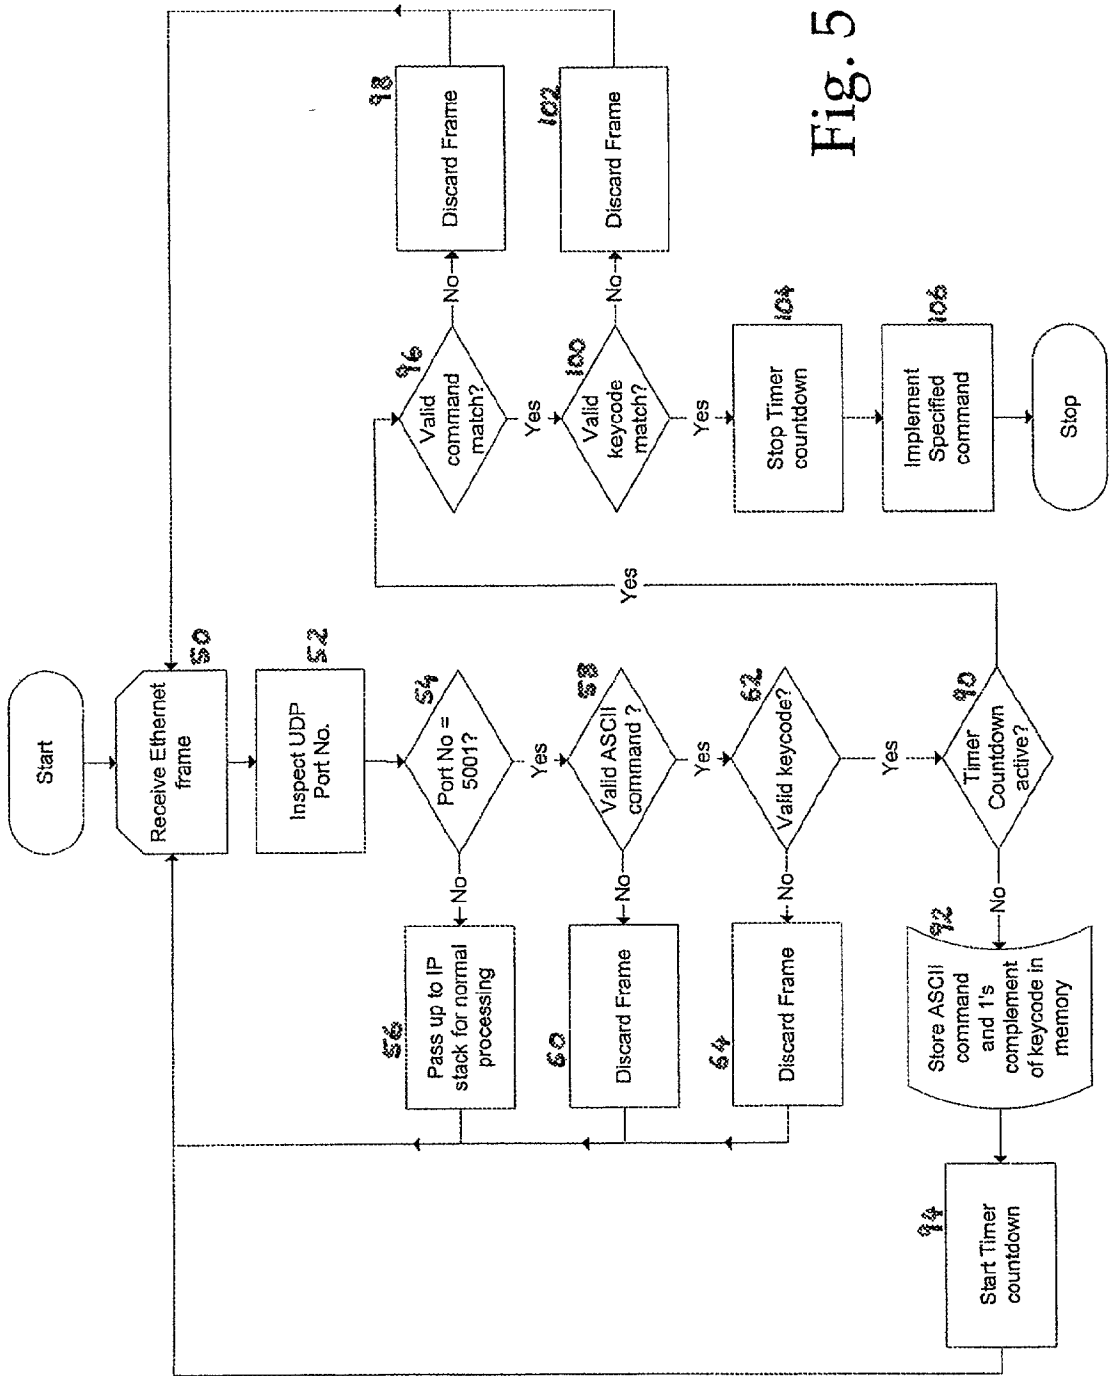 Start
50
Receive Ethernet
frame
52
Inspect UDP
Port No.
54
Port No =
5001?
No
56
Pass up to IP
stack for normal
processing
Yes
58
Valid ASCII
command ?
No
60
Discard Frame
Yes
62
Valid keycode?
No
64
Discard Frame
Yes
90
Timer
Countdown
active?
No
92
Store ASCII
command
and 1's
complement
of keycode in
memory
94
Start Timer
countdown
Yes
96
Valid
command
match?
No
98
Discard Frame
Yes
100
Valid
keycode
match?
No
102
Discard Frame
Yes
104
Stop Timer
countdown
106
Implement
Specified
command
Stop
Fig. 5